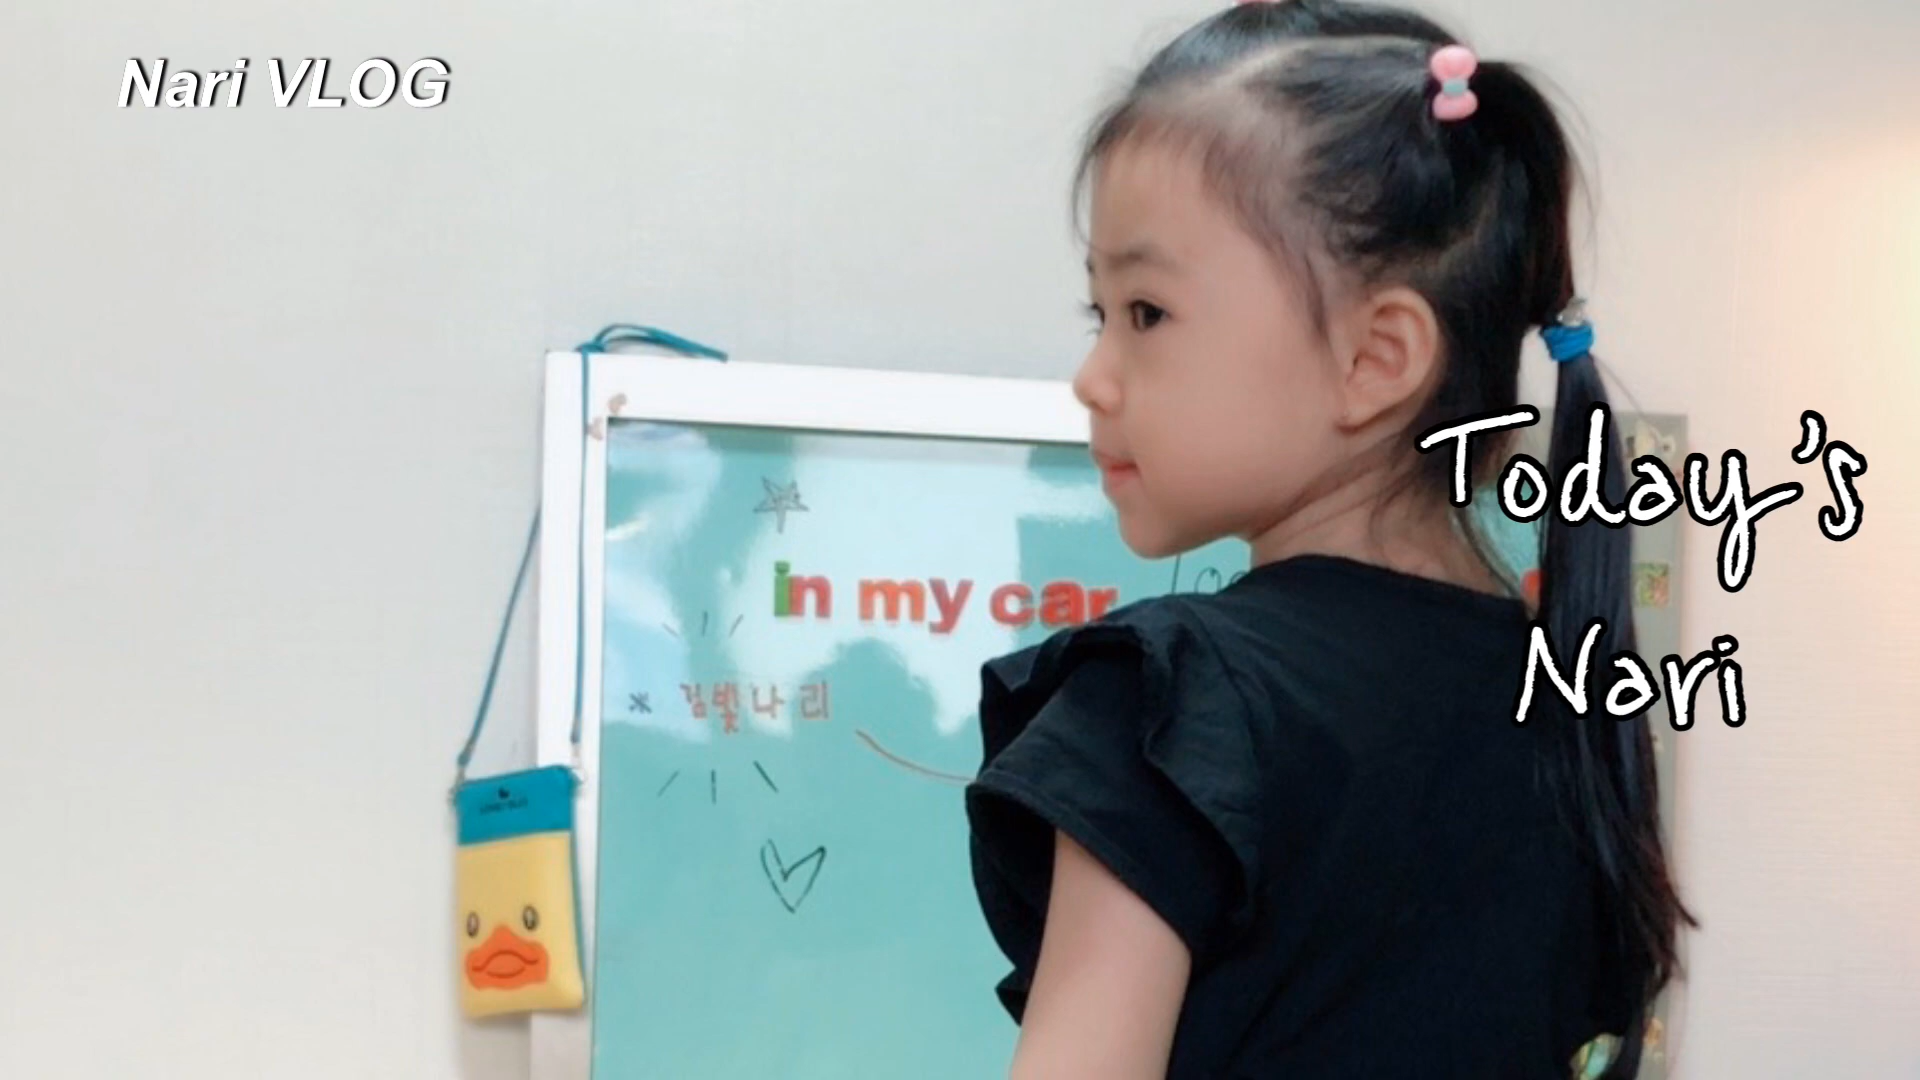 Nari VLOG
Today's
Nari
in my car
김빛나리